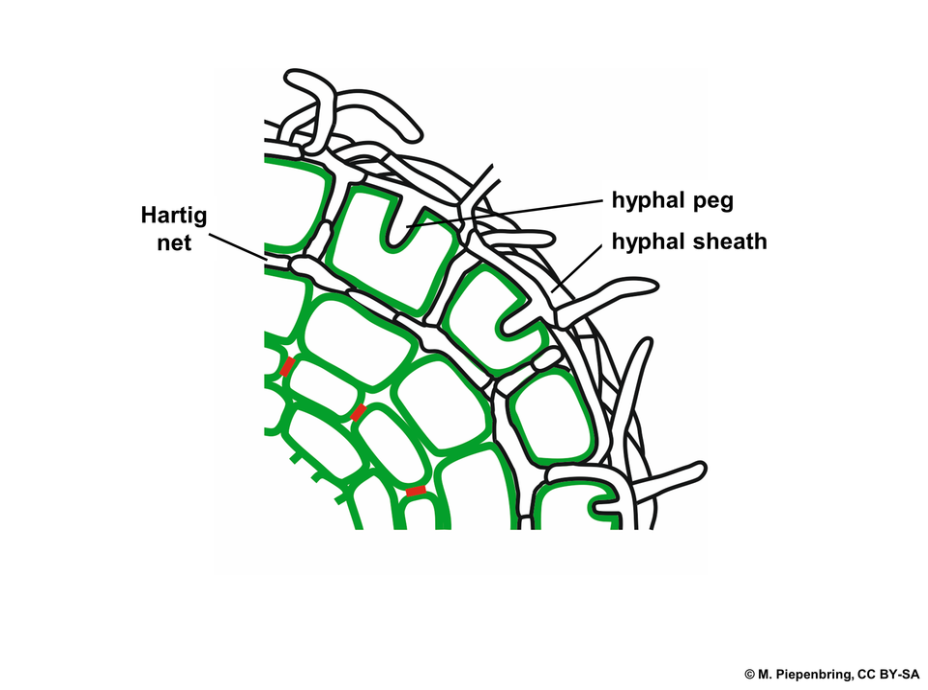 hyphal peg
Hartig
net
hyphal sheath
© M. Piepenbring, CC BY-SA